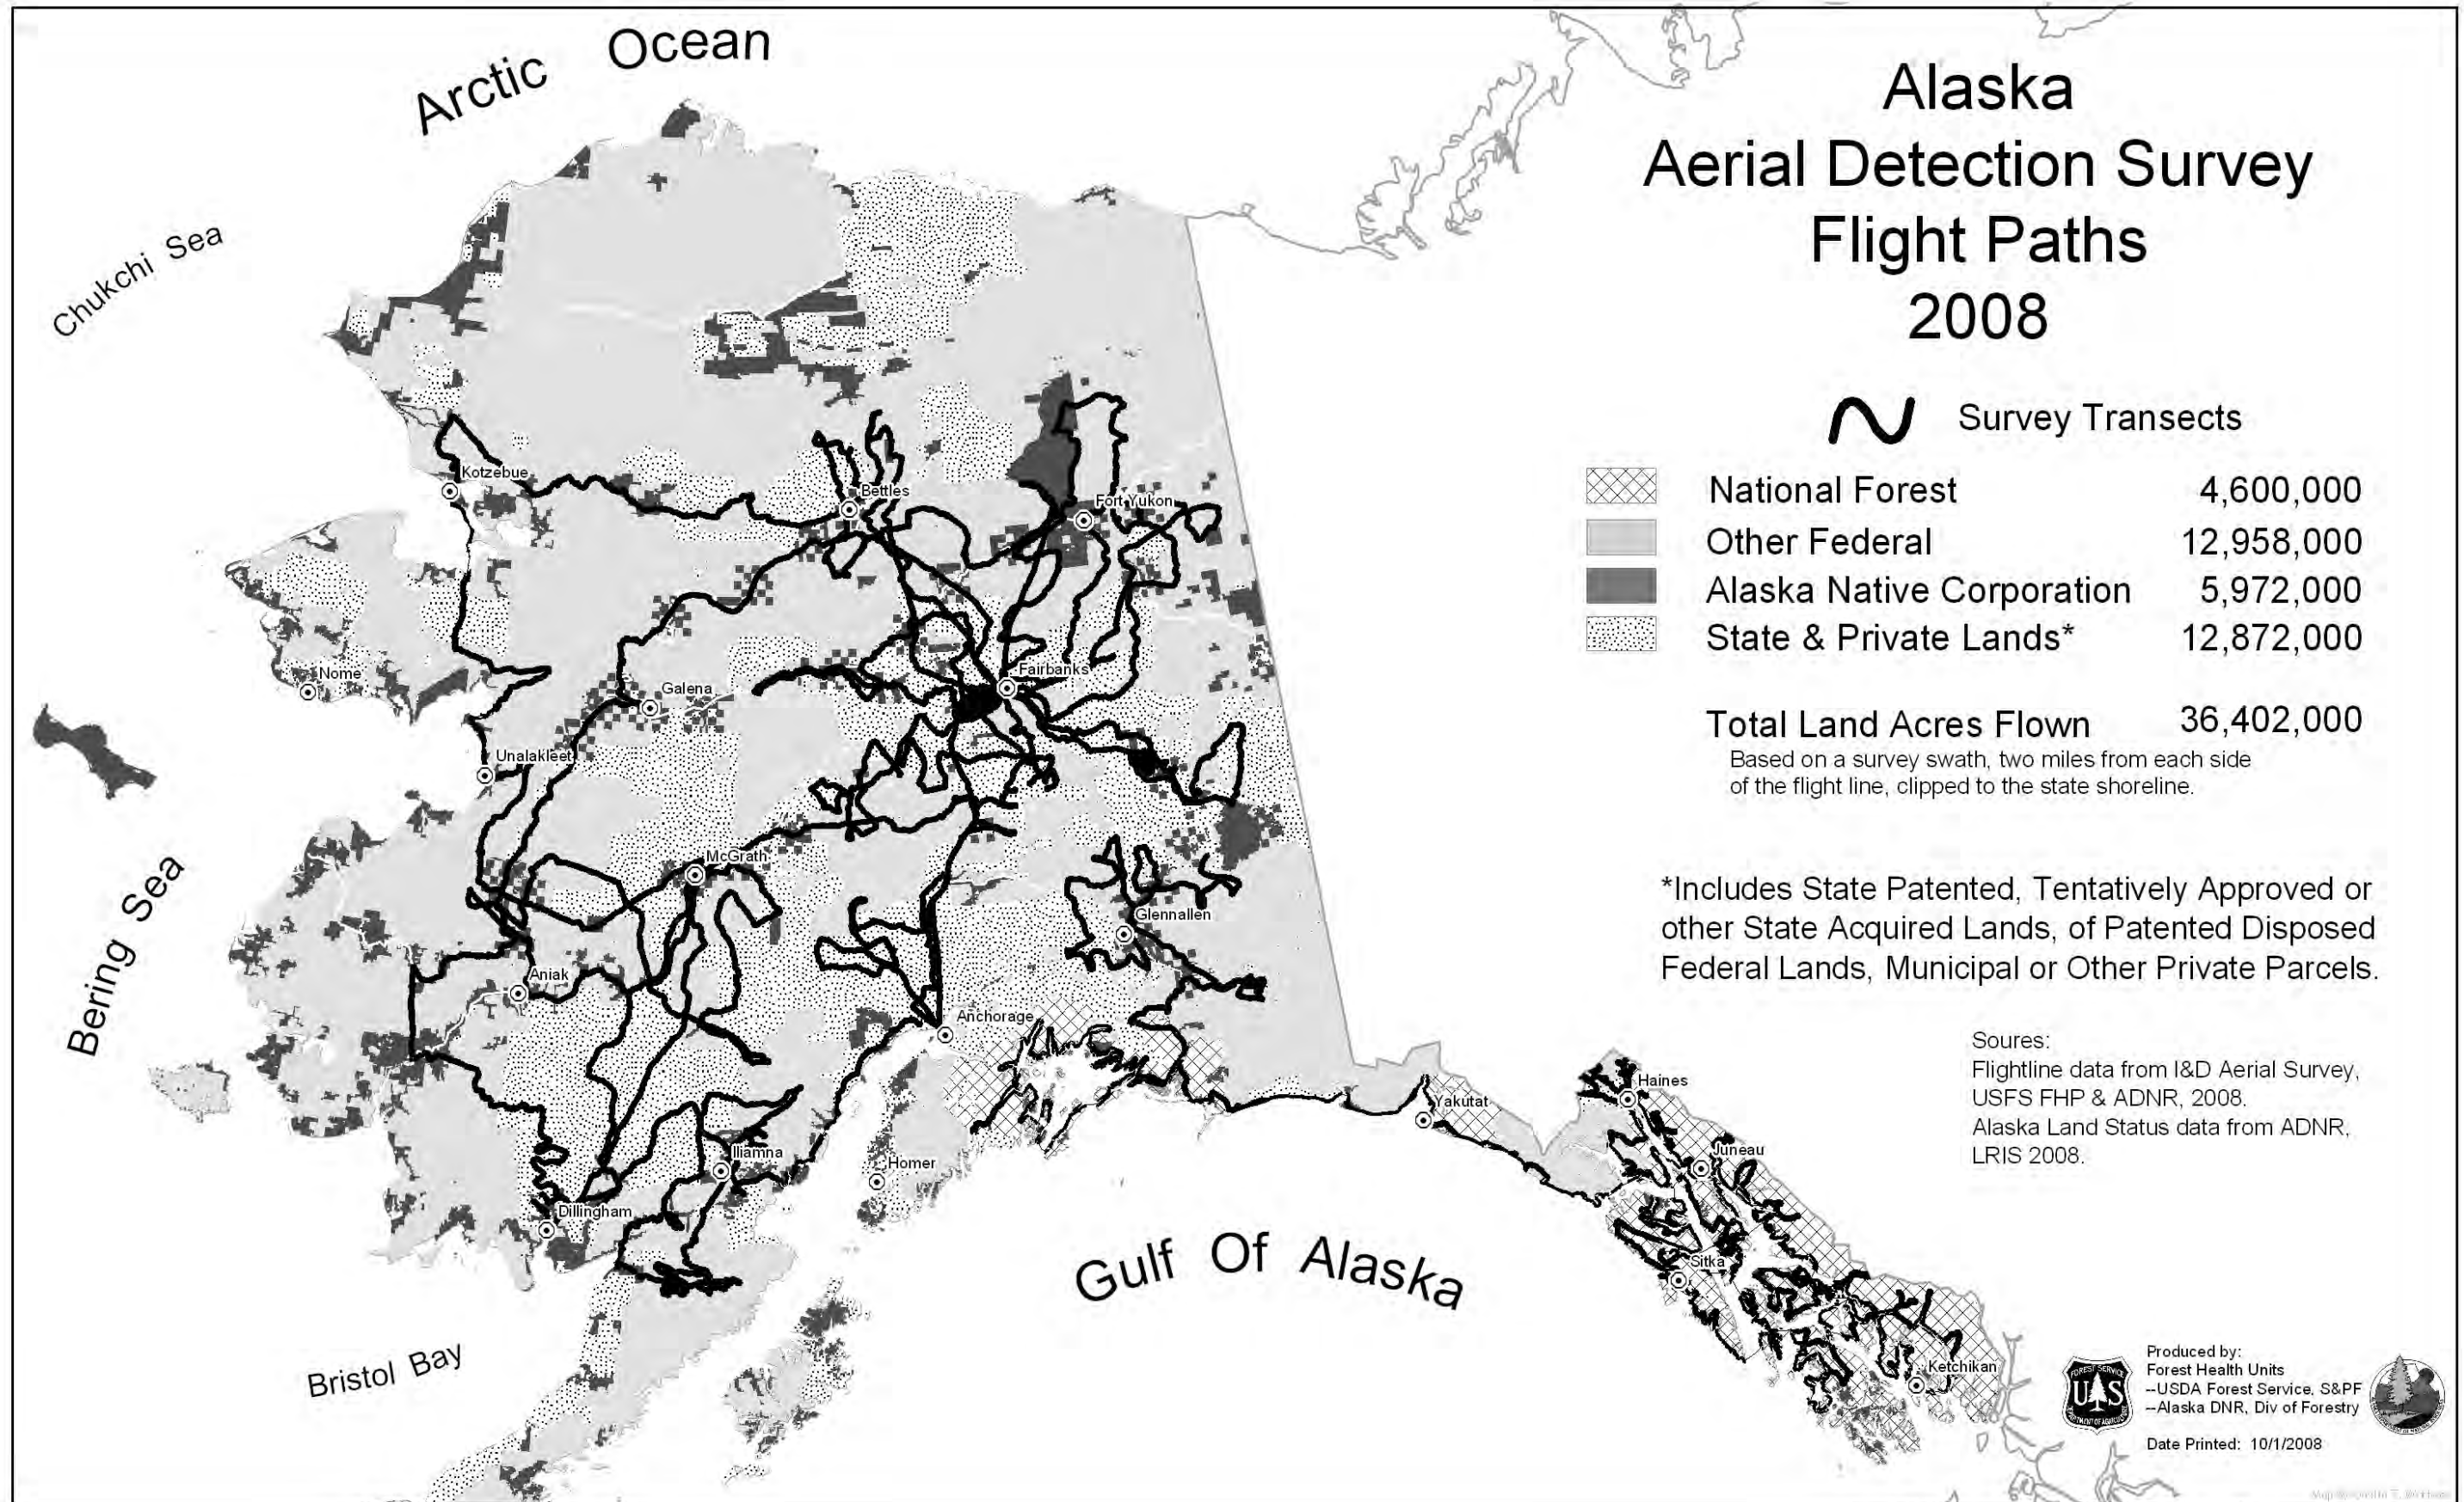 Alaska
Aerial Detection Survey
Flight Paths
2008
Survey Transects
National Forest 4,600,000
Other Federal 12,958,000
Alaska Native Corporation 5,972,000
State & Private Lands* 12,872,000
Total Land Acres Flown 36,402,000
Based on a survey swath, two miles from each side
of the flight line, clipped to the state shoreline.
*Includes State Patented, Tentatively Approved or
other State Acquired Lands, of Patented Disposed
Federal Lands, Municipal or Other Private Parcels.
Soures:
Flightline data from I&D Aerial Survey,
USFS FHP & ADNR, 2008.
Alaska Land Status data from ADNR,
LRIS 2008.
Arctic Ocean
Chukchi Sea
Bering Sea
Bristol Bay
Gulf Of Alaska
Kotzebue
Bettles
Fort Yukon
Nome
Galena
Fairbanks
Unalakleet
McGrath
Glennallen
Aniak
Anchorage
Iliamna
Homer
Dillingham
Yakutat
Haines
Juneau
Sitka
Ketchikan
FOREST SERVICE
U S
DEPARTMENT OF AGRICULTURE
Produced by:
Forest Health Units
--USDA Forest Service, S&PF
--Alaska DNR, Div of Forestry
Date Printed: 10/1/2008